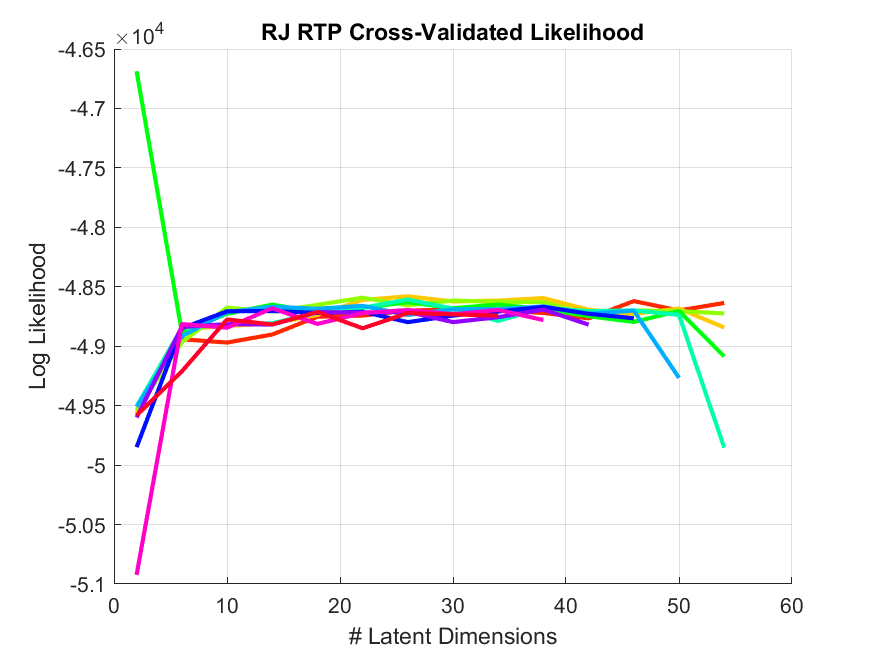 RJ RTP Cross-Validated Likelihood
×10^4
-4.65
-4.7
-4.75
-4.8
-4.85
-4.9
-4.95
-5
-5.05
-5.1
Log Likelihood
0 10 20 30 40 50 60
# Latent Dimensions